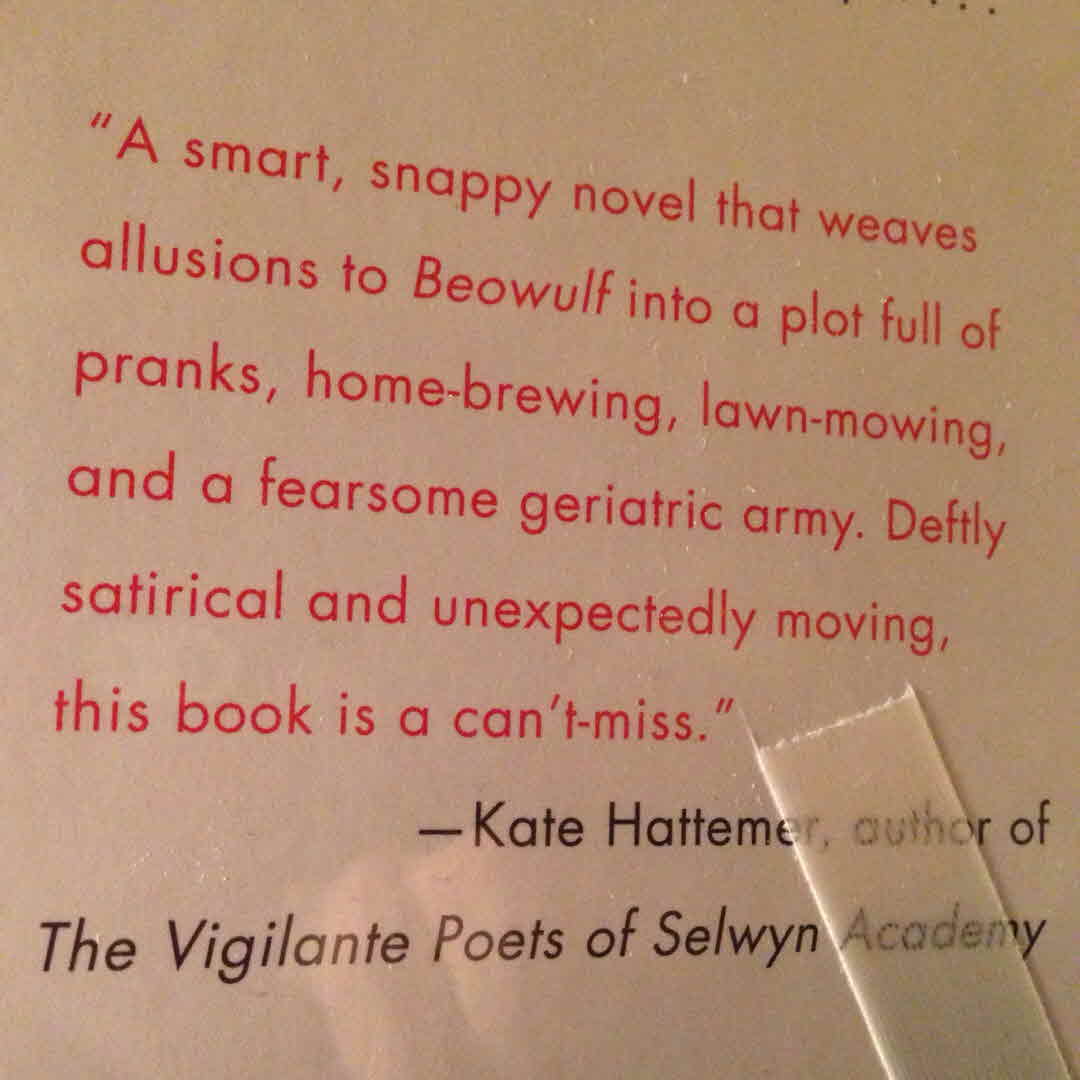 "A smart, snappy novel that weaves
allusions to Beowulf into a plot full of
pranks, home-brewing, lawn-mowing,
and a fearsome geriatric army. Deftly
satirical and unexpectedly moving,
this book is a can't-miss."
—Kate Hattemer, author of
The Vigilante Poets of Selwyn Academy